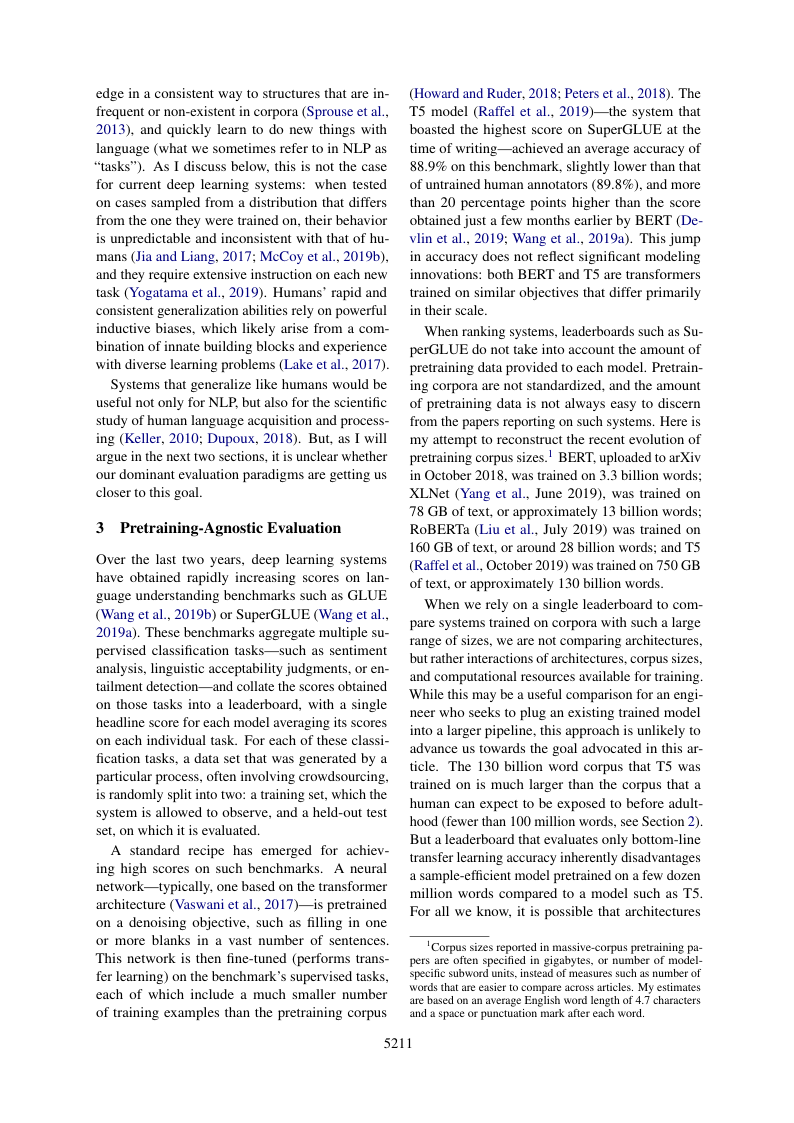 edge in a consistent way to structures that are in-
frequent or non-existent in corpora (Sprouse et al.,
2013), and quickly learn to do new things with
language (what we sometimes refer to in NLP as
“tasks”). As I discuss below, this is not the case
for current deep learning systems: when tested
on cases sampled from a distribution that differs
from the one they were trained on, their behavior
is unpredictable and inconsistent with that of hu-
mans (Jia and Liang, 2017; McCoy et al., 2019b),
and they require extensive instruction on each new
task (Yogatama et al., 2019). Humans’ rapid and
consistent generalization abilities rely on powerful
inductive biases, which likely arise from a com-
bination of innate building blocks and experience
with diverse learning problems (Lake et al., 2017).
Systems that generalize like humans would be
useful not only for NLP, but also for the scientific
study of human language acquisition and process-
ing (Keller, 2010; Dupoux, 2018). But, as I will
argue in the next two sections, it is unclear whether
our dominant evaluation paradigms are getting us
closer to this goal.
3 Pretraining-Agnostic Evaluation
Over the last two years, deep learning systems
have obtained rapidly increasing scores on lan-
guage understanding benchmarks such as GLUE
(Wang et al., 2019b) or SuperGLUE (Wang et al.,
2019a). These benchmarks aggregate multiple su-
pervised classification tasks—such as sentiment
analysis, linguistic acceptability judgments, or en-
tailment detection—and collate the scores obtained
on those tasks into a leaderboard, with a single
headline score for each model averaging its scores
on each individual task. For each of these classi-
fication tasks, a data set that was generated by a
particular process, often involving crowdsourcing,
is randomly split into two: a training set, which the
system is allowed to observe, and a held-out test
set, on which it is evaluated.
A standard recipe has emerged for achiev-
ing high scores on such benchmarks. A neural
network—typically, one based on the transformer
architecture (Vaswani et al., 2017)—is pretrained
on a denoising objective, such as filling in one
or more blanks in a vast number of sentences.
This network is then fine-tuned (performs trans-
fer learning) on the benchmark’s supervised tasks,
each of which include a much smaller number
of training examples than the pretraining corpus
(Howard and Ruder, 2018; Peters et al., 2018). The
T5 model (Raffel et al., 2019)—the system that
boasted the highest score on SuperGLUE at the
time of writing—achieved an average accuracy of
88.9% on this benchmark, slightly lower than that
of untrained human annotators (89.8%), and more
than 20 percentage points higher than the score
obtained just a few months earlier by BERT (De-
vlin et al., 2019; Wang et al., 2019a). This jump
in accuracy does not reflect significant modeling
innovations: both BERT and T5 are transformers
trained on similar objectives that differ primarily
in their scale.
When ranking systems, leaderboards such as Su-
perGLUE do not take into account the amount of
pretraining data provided to each model. Pretrain-
ing corpora are not standardized, and the amount
of pretraining data is not always easy to discern
from the papers reporting on such systems. Here is
my attempt to reconstruct the recent evolution of
pretraining corpus sizes.1 BERT, uploaded to arXiv
in October 2018, was trained on 3.3 billion words;
XLNet (Yang et al., June 2019), was trained on
78 GB of text, or approximately 13 billion words;
RoBERTa (Liu et al., July 2019) was trained on
160 GB of text, or around 28 billion words; and T5
(Raffel et al., October 2019) was trained on 750 GB
of text, or approximately 130 billion words.
When we rely on a single leaderboard to com-
pare systems trained on corpora with such a large
range of sizes, we are not comparing architectures,
but rather interactions of architectures, corpus sizes,
and computational resources available for training.
While this may be a useful comparison for an engi-
neer who seeks to plug an existing trained model
into a larger pipeline, this approach is unlikely to
advance us towards the goal advocated in this ar-
ticle. The 130 billion word corpus that T5 was
trained on is much larger than the corpus that a
human can expect to be exposed to before adult-
hood (fewer than 100 million words, see Section 2).
But a leaderboard that evaluates only bottom-line
transfer learning accuracy inherently disadvantages
a sample-efficient model pretrained on a few dozen
million words compared to a model such as T5.
For all we know, it is possible that architectures
1Corpus sizes reported in massive-corpus pretraining pa-
pers are often specified in gigabytes, or number of model-
specific subword units, instead of measures such as number of
words that are easier to compare across articles. My estimates
are based on an average English word length of 4.7 characters
and a space or punctuation mark after each word.
5211